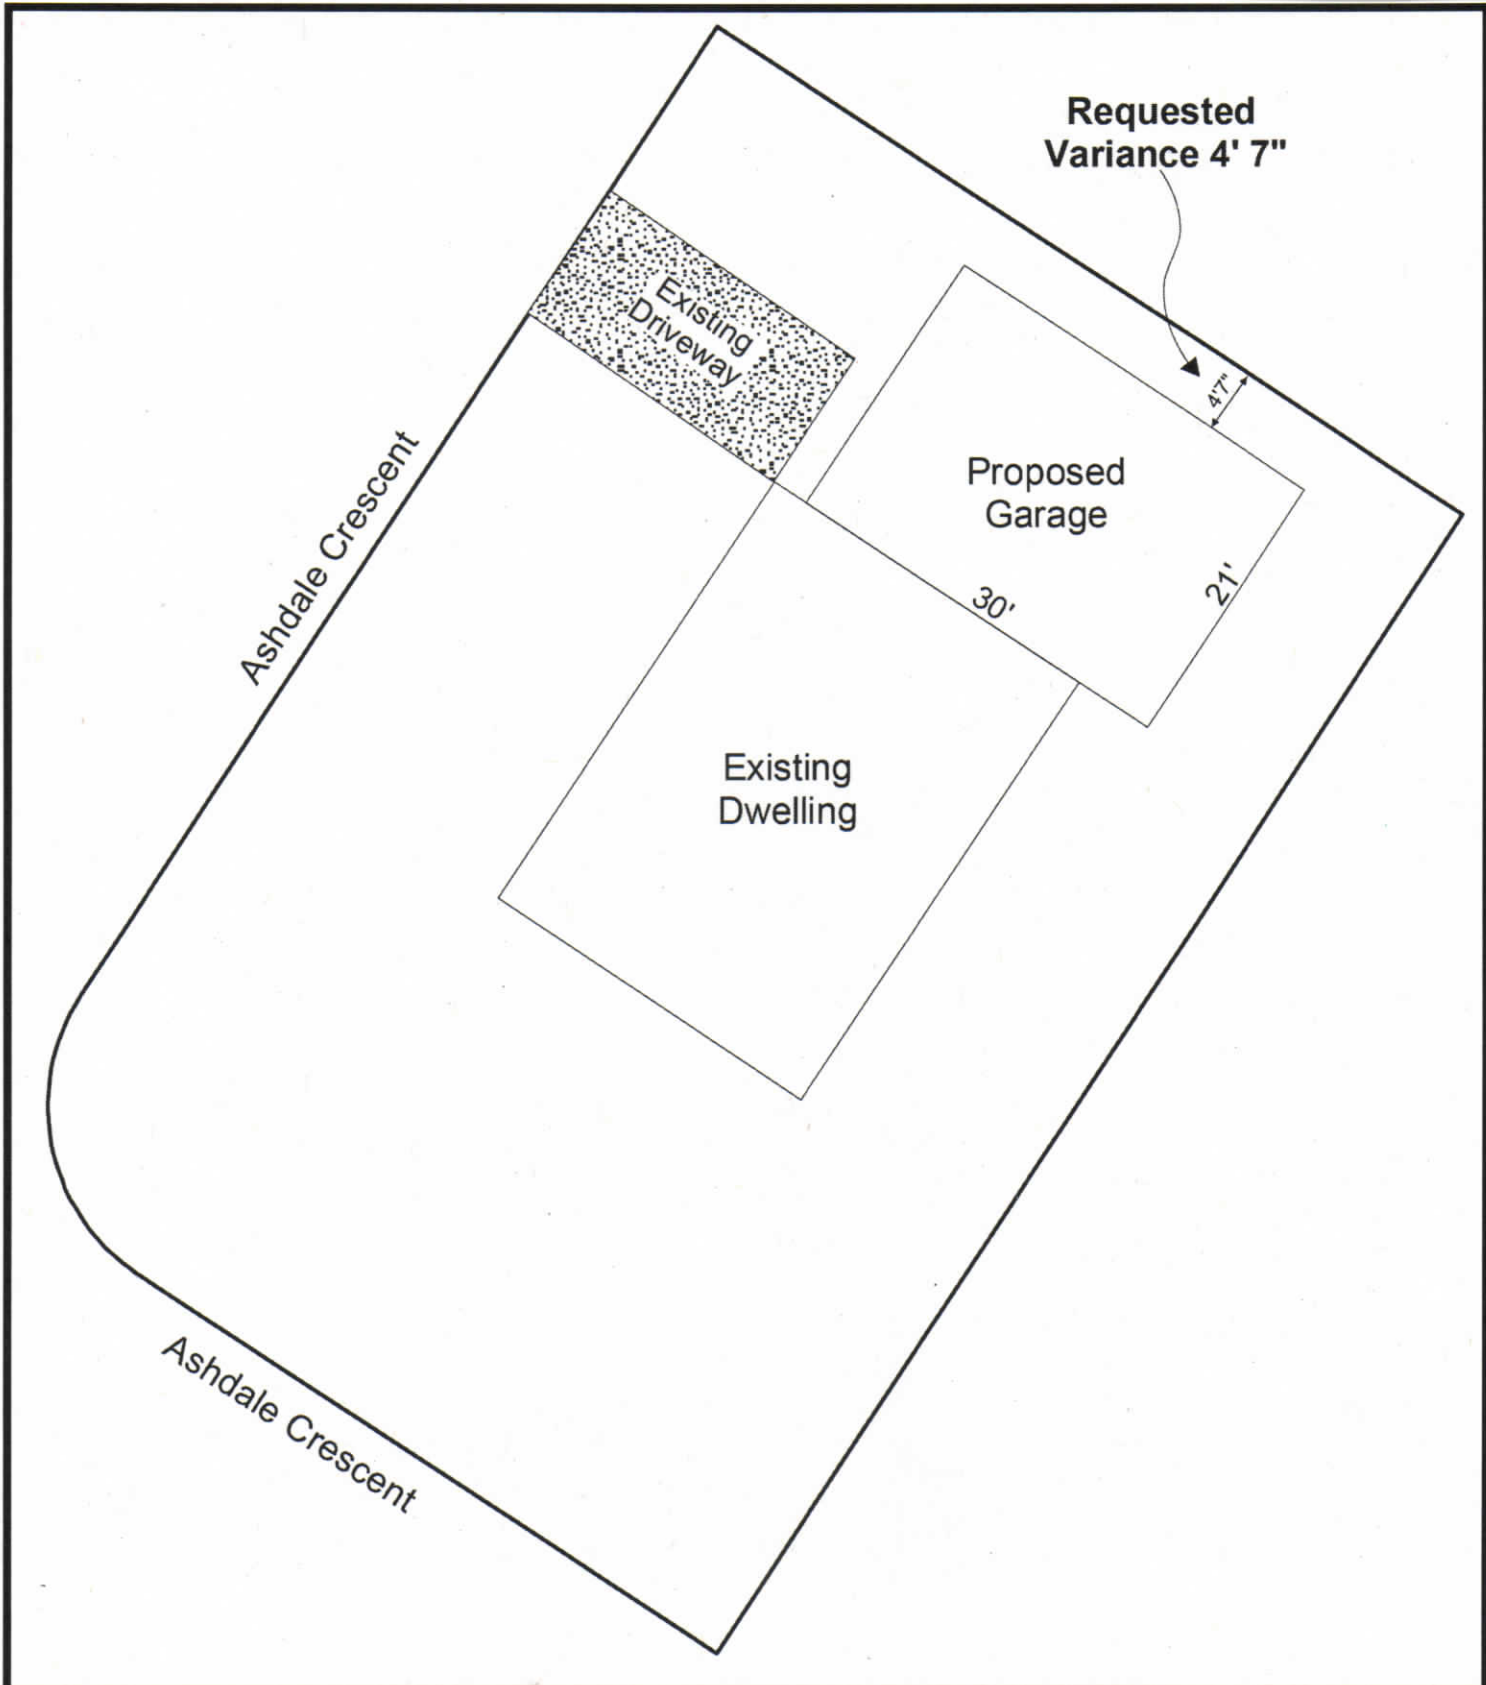 Requested
Variance 4' 7"
Existing
Driveway
4'7"
Proposed
Garage
21'
30'
Ashdale Crescent
Existing
Dwelling
Ashdale Crescent